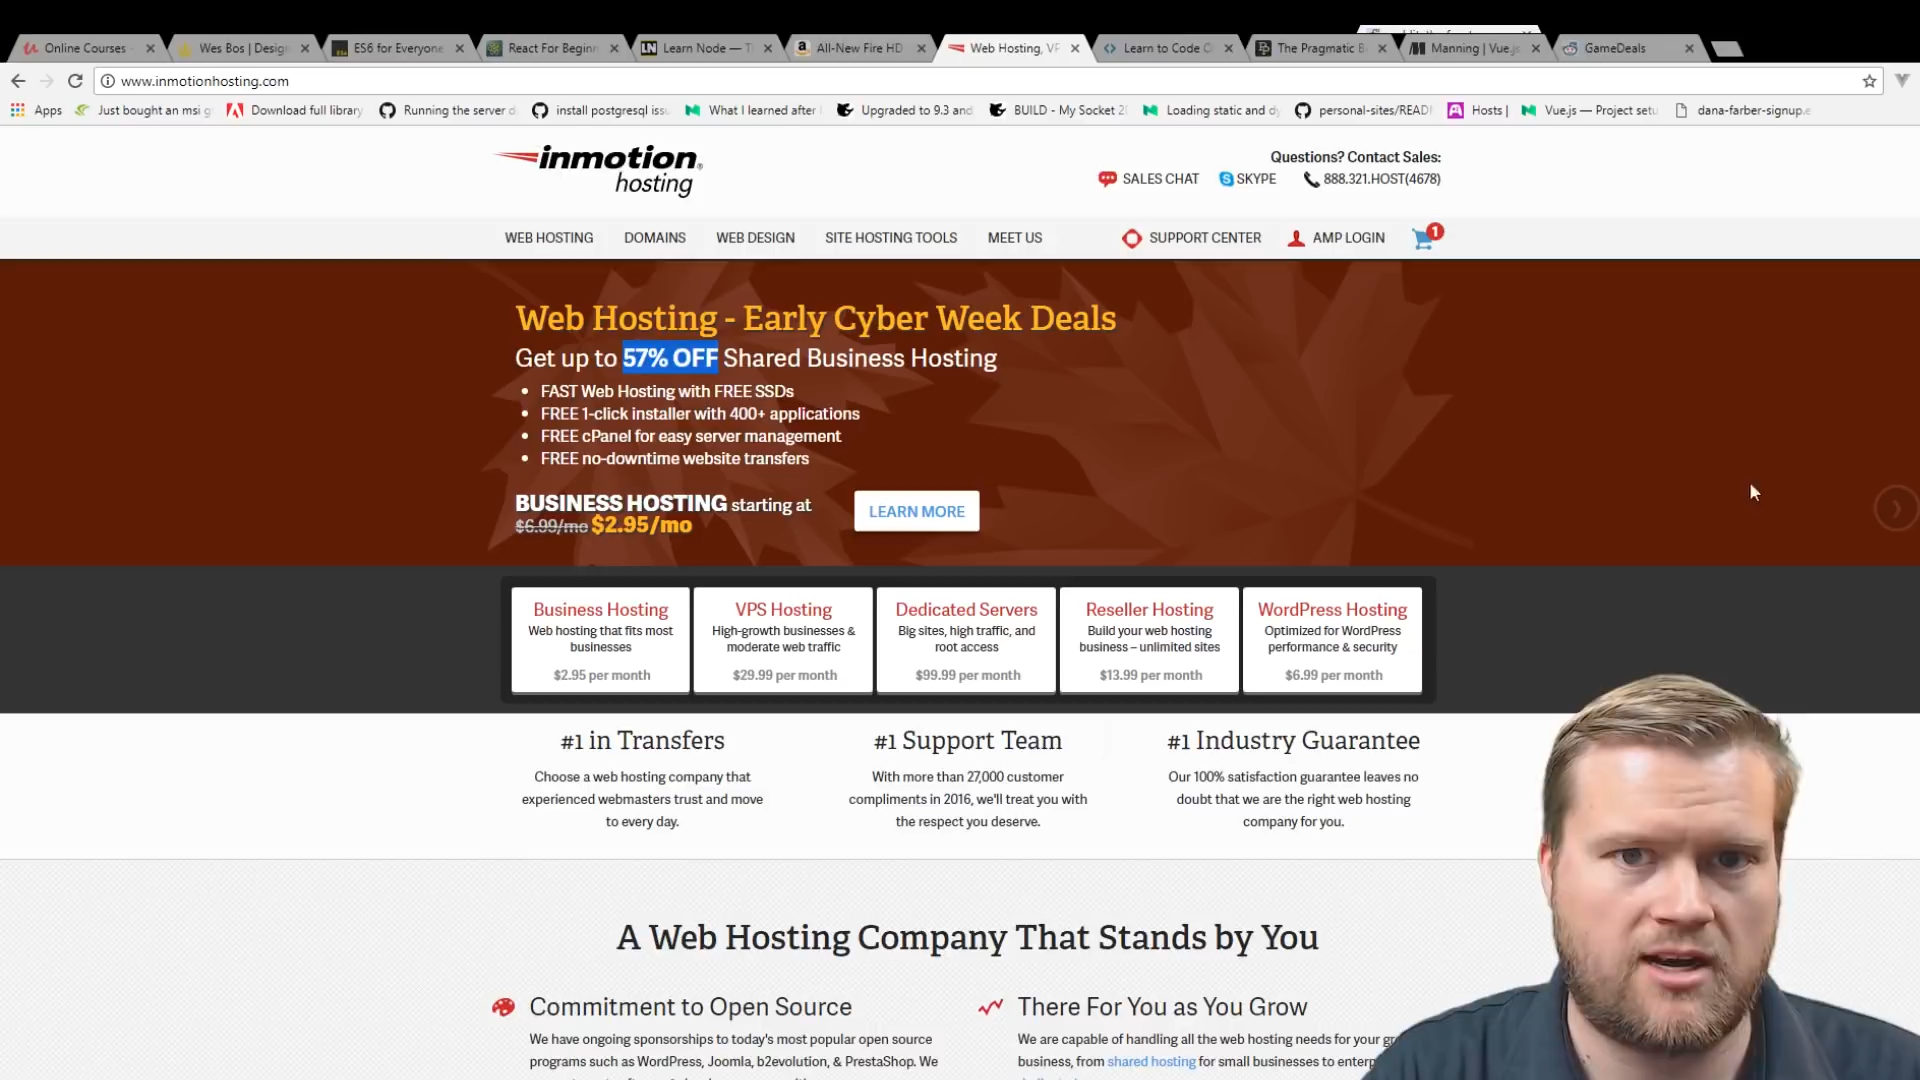 Online Courses
Wes Bos | Design
ES6 for Everyone
React For Beginn
Learn Node — T
All-New Fire HD
Web Hosting, VP
Learn to Code
The Pragmatic B
Manning | Vue.js
GameDeals
www.inmotionhosting.com
Apps
Just bought an msi g
Download full library
Running the server d
install postgresql iss
What I learned after
Upgraded to 9.3 and
BUILD - My Socket 2
Loading static and dy
personal-sites/READ
Hosts |
Vue.js — Project setu
dana-farber-signup.e
inmotion
hosting
Questions? Contact Sales:
SALES CHAT
SKYPE
888.321.HOST(4678)
WEB HOSTING
DOMAINS
WEB DESIGN
SITE HOSTING TOOLS
MEET US
SUPPORT CENTER
AMP LOGIN
1
Web Hosting - Early Cyber Week Deals
Get up to 57% OFF Shared Business Hosting
• FAST Web Hosting with FREE SSDs
• FREE 1-click installer with 400+ applications
• FREE cPanel for easy server management
• FREE no-downtime website transfers
BUSINESS HOSTING starting at
$6.99/mo $2.95/mo
LEARN MORE
Business Hosting
Web hosting that fits most
businesses
$2.95 per month
VPS Hosting
High-growth businesses &
moderate web traffic
$29.99 per month
Dedicated Servers
Big sites, high traffic, and
root access
$99.99 per month
Reseller Hosting
Build your web hosting
business – unlimited sites
$13.99 per month
WordPress Hosting
Optimized for WordPress
performance & security
$6.99 per month
#1 in Transfers
Choose a web hosting company that
experienced webmasters trust and move
to every day.
#1 Support Team
With more than 27,000 customer
compliments in 2016, we'll treat you with
the respect you deserve.
#1 Industry Guarantee
Our 100% satisfaction guarantee leaves no
doubt that we are the right web hosting
company for you.
A Web Hosting Company That Stands by You
Commitment to Open Source
We have ongoing sponsorships to today's most popular open source
programs such as WordPress, Joomla, b2evolution, & PrestaShop. We
There For You as You Grow
We are capable of handling all the web hosting needs for your gr
business, from shared hosting for small businesses to enterp